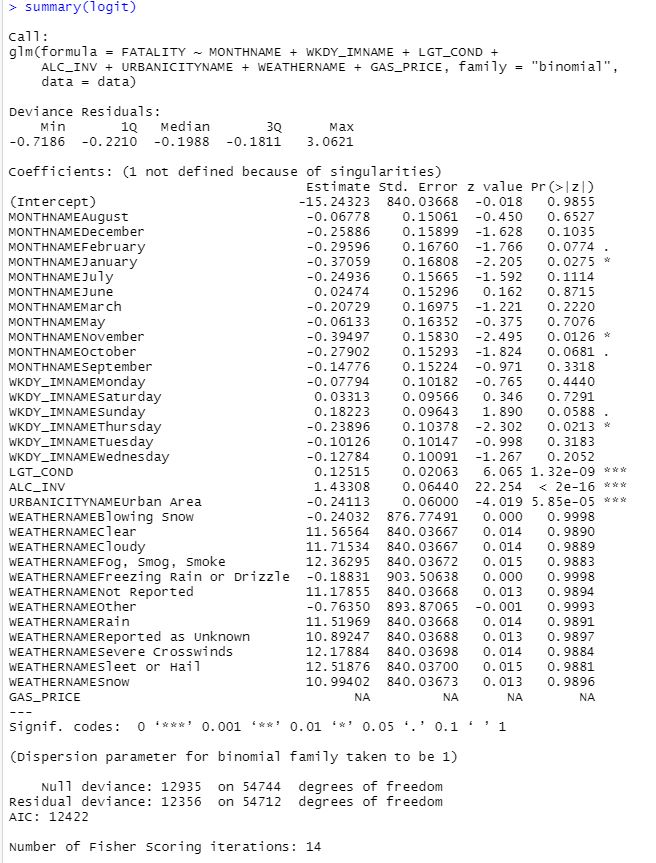 > summary(logit)
Call:
glm(formula = FATALITY ~ MONTHNAME + WKDY_IMNAME + LGT_COND +
    ALC_INV + URBANICITYNAME + WEATHERNAME + GAS_PRICE, family = "binomial",
    data = data)
Deviance Residuals:
    Min      1Q  Median      3Q     Max
-0.7186 -0.2210 -0.1988 -0.1811  3.0621
Coefficients: (1 not defined because of singularities)
Estimate Std. Error z value Pr(>|z|)
(Intercept) -15.24323 840.03668 -0.018 0.9855
MONTHNAMEAugust -0.06778 0.15061 -0.450 0.6527
MONTHNAMEDecember -0.25886 0.15899 -1.628 0.1035
MONTHNAMEFebruary -0.29596 0.16760 -1.766 0.0774 .
MONTHNAMEJanuary -0.37059 0.16808 -2.205 0.0275 *
MONTHNAMEJuly -0.24936 0.15665 -1.592 0.1114
MONTHNAMEJune 0.02474 0.15296 0.162 0.8715
MONTHNAMEMarch -0.20729 0.16975 -1.221 0.2220
MONTHNAMEMay -0.06133 0.16352 -0.375 0.7076
MONTHNAMENovember -0.39497 0.15830 -2.495 0.0126 *
MONTHNAMEOctober -0.27902 0.15293 -1.824 0.0681 .
MONTHNAMESeptember -0.14776 0.15224 -0.971 0.3318
WKDY_IMNAMEMonday -0.07794 0.10182 -0.765 0.4440
WKDY_IMNAMESaturday 0.03313 0.09566 0.346 0.7291
WKDY_IMNAMESunday 0.18223 0.09643 1.890 0.0588 .
WKDY_IMNAMEThursday -0.23896 0.10378 -2.302 0.0213 *
WKDY_IMNAMETuesday -0.10126 0.10147 -0.998 0.3183
WKDY_IMNAMEWednesday -0.12784 0.10091 -1.267 0.2052
LGT_COND 0.12515 0.02063 6.065 1.32e-09 ***
ALC_INV 1.43308 0.06440 22.254 < 2e-16 ***
URBANICITYNAMEUrban Area -0.24113 0.06000 -4.019 5.85e-05 ***
WEATHERNAMEBlowing Snow -0.24032 876.77491 0.000 0.9998
WEATHERNAMEClear 11.56564 840.03667 0.014 0.9890
WEATHERNAMECloudy 11.71534 840.03667 0.014 0.9889
WEATHERNAMEFog, Smog, Smoke 12.36295 840.03672 0.015 0.9883
WEATHERNAMEFreezing Rain or Drizzle -0.18831 903.50638 0.000 0.9998
WEATHERNAMENot Reported 11.17855 840.03668 0.013 0.9894
WEATHERNAMEOther -0.76350 893.87065 -0.001 0.9993
WEATHERNAMERain 11.51969 840.03668 0.014 0.9891
WEATHERNAMEReported as Unknown 10.89247 840.03688 0.013 0.9897
WEATHERNAMESevere Crosswinds 12.17884 840.03698 0.014 0.9884
WEATHERNAMESleet or Hail 12.51876 840.03700 0.015 0.9881
WEATHERNAMESnow 10.99402 840.03673 0.013 0.9896
GAS_PRICE NA NA NA NA
---
Signif. codes:  0 ‘***’ 0.001 ‘**’ 0.01 ‘*’ 0.05 ‘.’ 0.1 ‘ ’ 1
(Dispersion parameter for binomial family taken to be 1)
Null deviance: 12935  on 54744  degrees of freedom
Residual deviance: 12356  on 54712  degrees of freedom
AIC: 12422
Number of Fisher Scoring iterations: 14